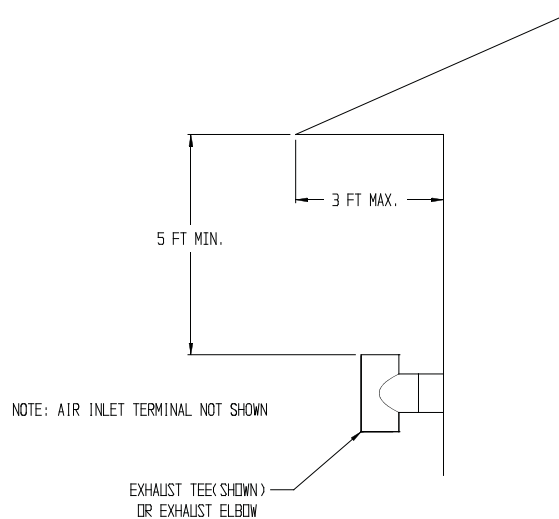 3 FT MAX.
5 FT MIN.
NOTE: AIR INLET TERMINAL NOT SHOWN
EXHAUST TEE(SHOWN)
OR EXHAUST ELBOW